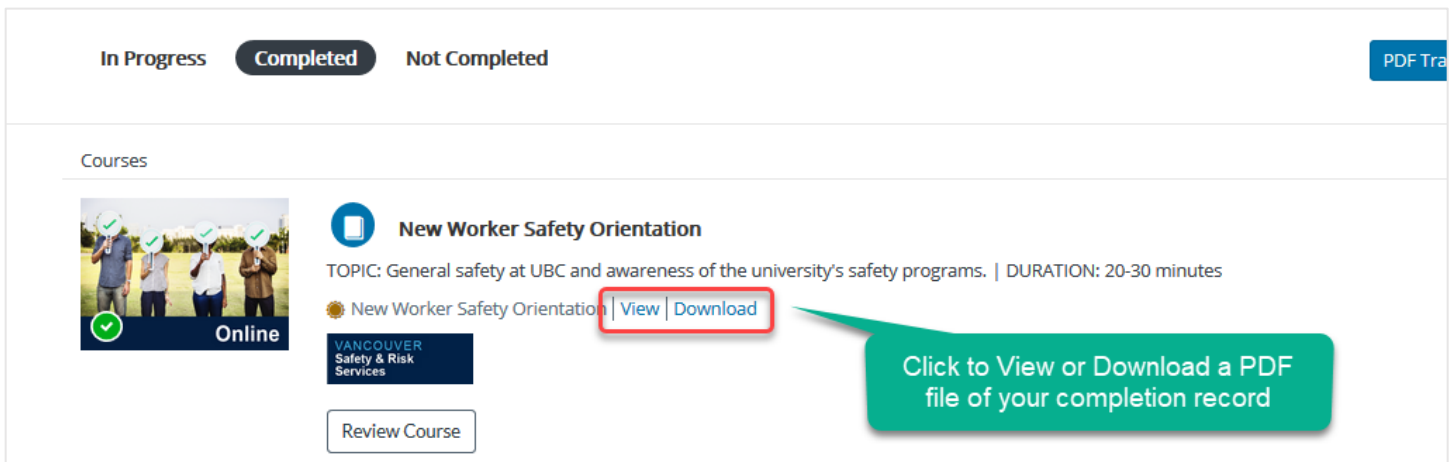 In Progress Completed Not Completed
PDF Tra
Courses
New Worker Safety Orientation
TOPIC: General safety at UBC and awareness of the university's safety programs. | DURATION: 20-30 minutes
New Worker Safety Orientation | View | Download
Online
VANCOUVER
Safety & Risk
Services
Click to View or Download a PDF
file of your completion record
Review Course